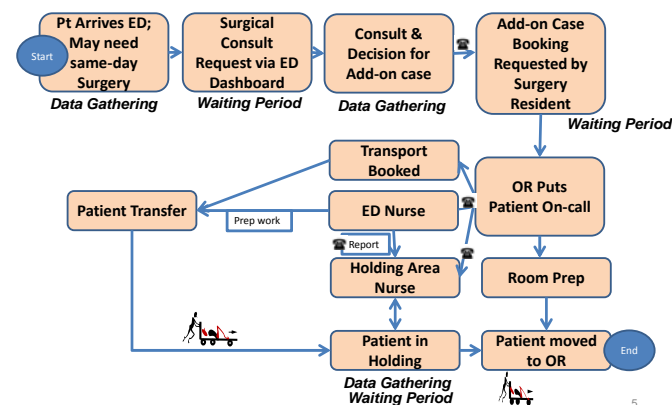 Start
Pt Arrives ED;
May need
same-day
Surgery
Data Gathering
Surgical
Consult
Request via ED
Dashboard
Waiting Period
Consult &
Decision for
Add-on case
Data Gathering
Add-on Case
Booking
Requested by
Surgery
Resident
Waiting Period
Transport
Booked
OR Puts
Patient On-call
Patient Transfer
Prep work
ED Nurse
Report
Holding Area
Nurse
Room Prep
Patient in
Holding
Data Gathering
Waiting Period
Patient moved
to OR
End
5